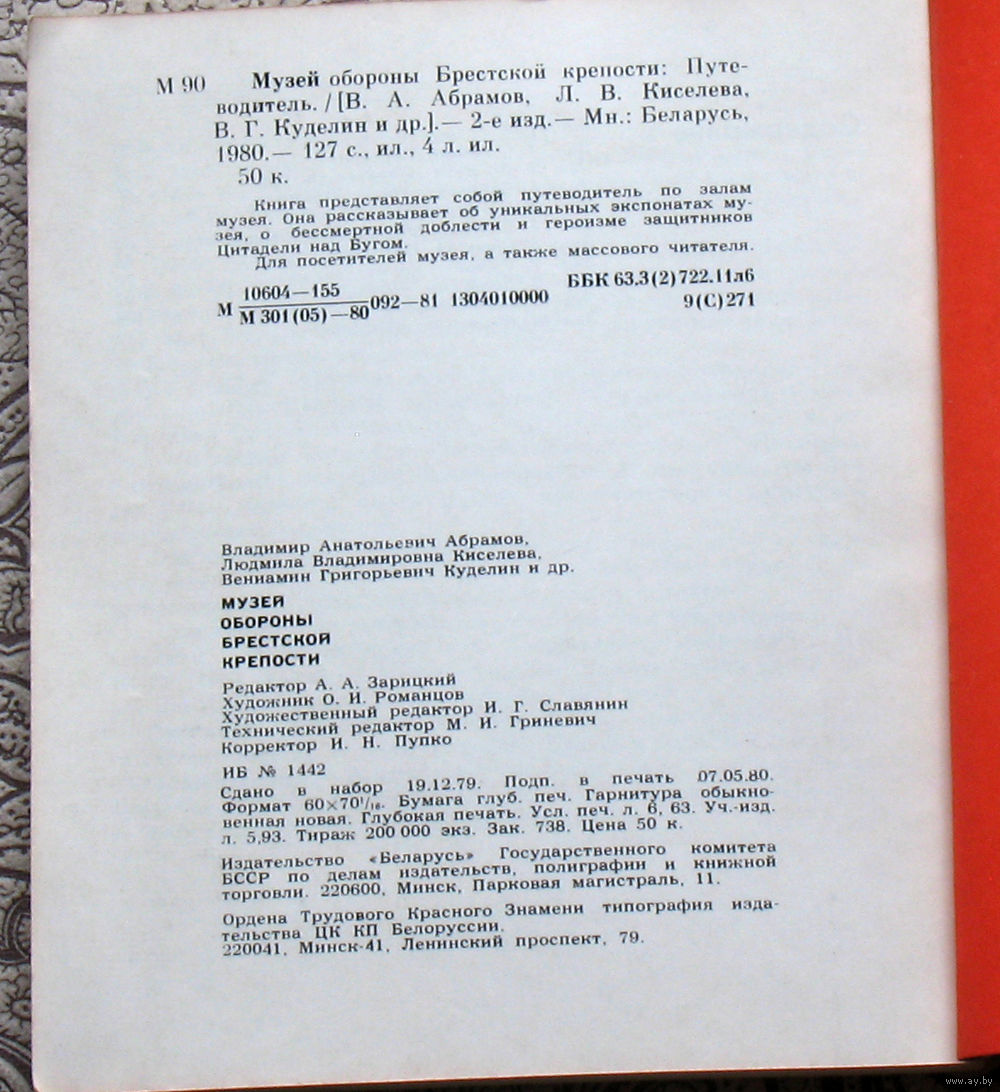 М 90 Музей обороны Брестской крепости: Путе-
водитель. / [В. А. Абрамов, Л. В. Киселева,
В. Г. Куделин и др.].— 2-е изд.— Мн.: Беларусь,
1980.— 127 с., ил., 4 л. ил.
50 к.
Книга представляет собой путеводитель по залам
музея. Она рассказывает об уникальных экспонатах му-
зея, о бессмертной доблести и героизме защитников
Цитадели над Бугом.
Для посетителей музея, а также массового читателя.
М 10604—155 / М 301(05)—80 092—81 1304010000
ББК 63.3(2)722.11л6
9(С)271
Владимир Анатольевич Абрамов,
Людмила Владимировна Киселева,
Вениамин Григорьевич Куделин и др.
МУЗЕЙ
ОБОРОНЫ
БРЕСТСКОЙ
КРЕПОСТИ
Редактор А. А. Зарицкий
Художник О. И. Романцов
Художественный редактор И. Г. Славянин
Технический редактор М. И. Гриневич
Корректор И. Н. Пупко
ИБ № 1442
Сдано в набор 19.12.79. Подп. в печать 07.05.80.
Формат 60×70¹/₁₆. Бумага глуб. печ. Гарнитура обыкно-
венная новая. Глубокая печать. Усл. печ. л. 6, 63. Уч.-изд.
л. 5,93. Тираж 200 000 экз. Зак. 738. Цена 50 к.
Издательство «Беларусь» Государственного комитета
БССР по делам издательств, полиграфии и книжной
торговли. 220600, Минск, Парковая магистраль, 11.
Ордена Трудового Красного Знамени типография изда-
тельства ЦК КП Белоруссии.
220041, Минск-41, Ленинский проспект, 79.
www.ay.by